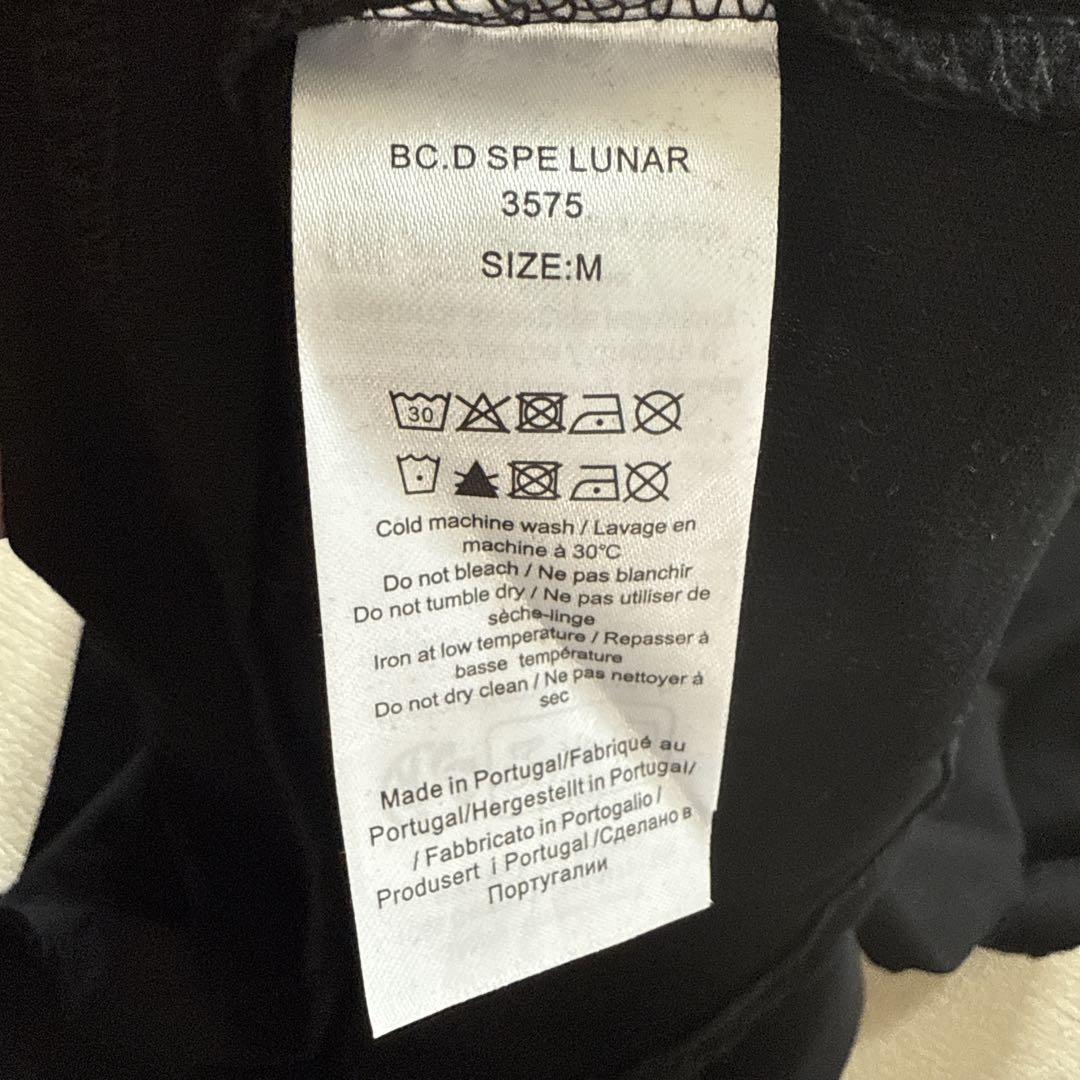 BC.D SPE LUNAR
3575
SIZE:M
30
Cold machine wash / Lavage en
machine à 30°C
Do not bleach / Ne pas blanchir
Do not tumble dry / Ne pas utiliser de
sèche-linge
Iron at low temperature / Repasser à
basse température
Do not dry clean / Ne pas nettoyer à
sec
Made in Portugal/Fabriqué au
Portugal/Hergestellt in Portugal/
/ Fabbricato in Portogalio /
Produsert i Portugal /Сделано в
Португалии